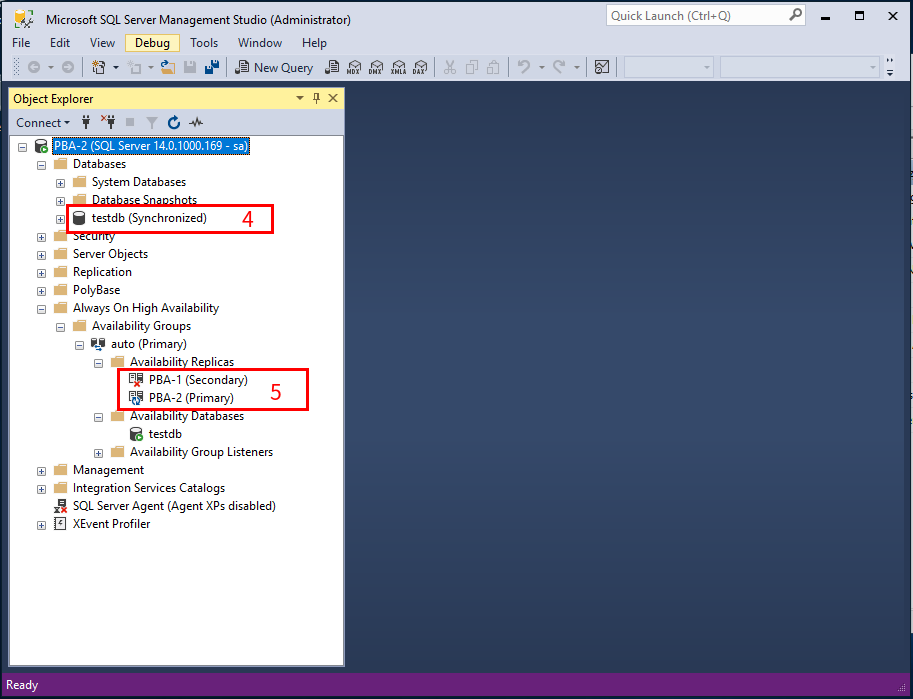 Microsoft SQL Server Management Studio (Administrator)
Quick Launch (Ctrl+Q)
File Edit View Debug Tools Window Help
New Query MDX DMX XMLA DAX
Object Explorer
Connect
PBA-2 (SQL Server 14.0.1000.169 - sa)
Databases
System Databases
Database Snapshots
testdb (Synchronized) 4
Security
Server Objects
Replication
PolyBase
Always On High Availability
Availability Groups
auto (Primary)
Availability Replicas
PBA-1 (Secondary) 5
PBA-2 (Primary)
Availability Databases
testdb
Availability Group Listeners
Management
Integration Services Catalogs
SQL Server Agent (Agent XPs disabled)
XEvent Profiler
Ready